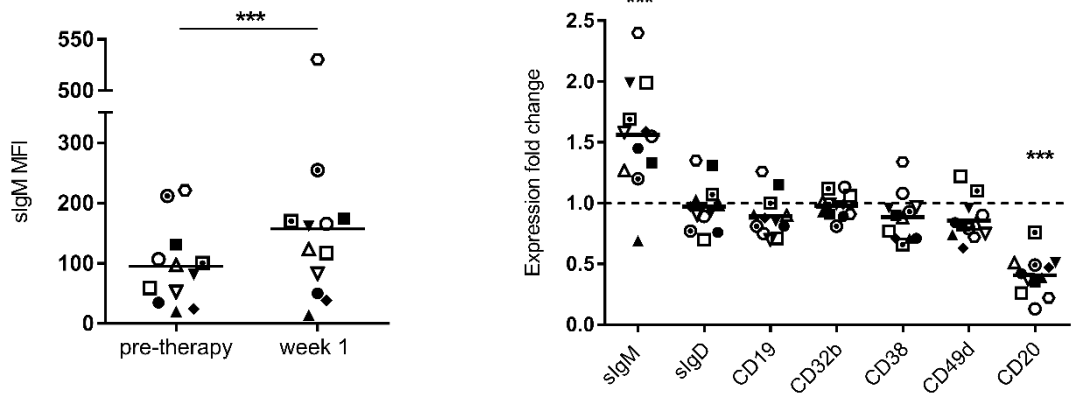 ***
550
500
300
200
100
0
sIgM MFI
pre-therapy
week 1
***
***
2.5
2.0
1.5
1.0
0.5
0.0
Expression fold change
sIgM
sIgD
CD19
CD32b
CD38
CD49d
CD20